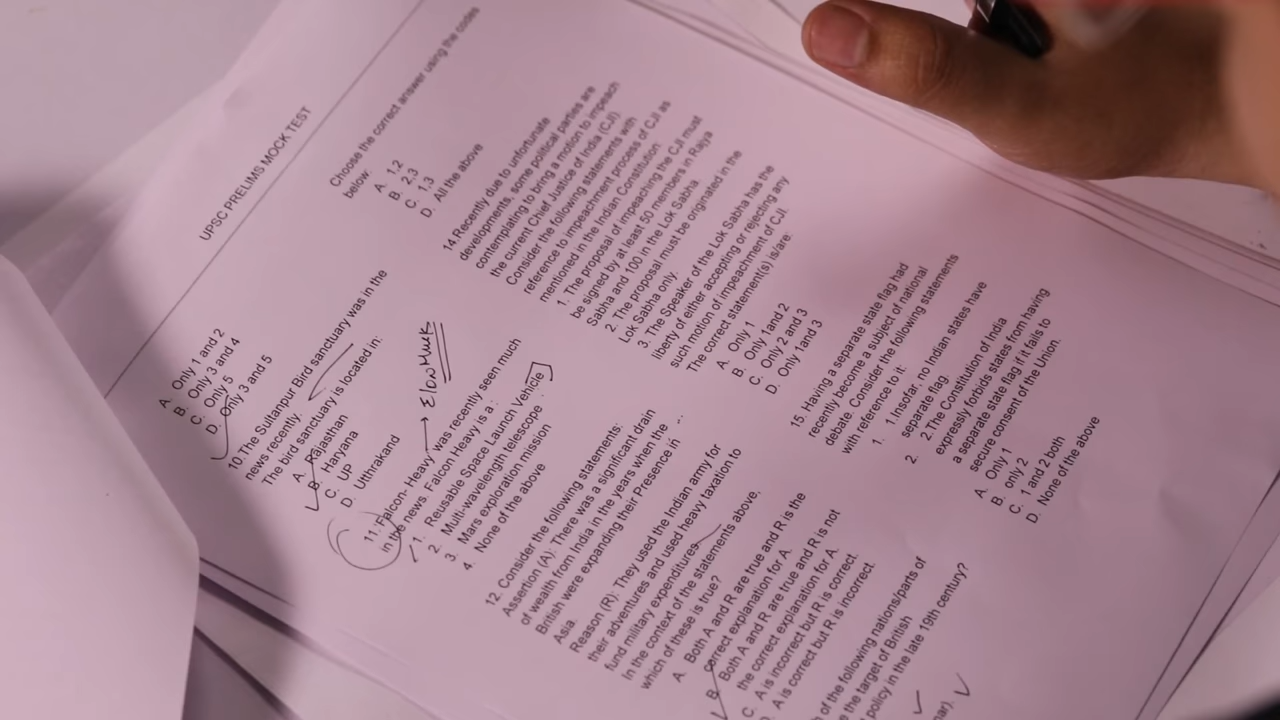 UPSC PRELIMS MOCK TEST
A. Only 1 and 2
B. Only 3 and 4
C. Only 5
D. Only 3 and 5
10.The Sultanpur Bird sanctuary was in the
news recently.
The bird sanctuary is located in.
A. Rajasthan
B. Haryana
C. UP
D. Uttrakand
→ Elon Musk
11.Falcon- Heavy was recently seen much
in the news. Falcon Heavy is a :
1. Reusable Space Launch Vehicle
2. Multi-wavelength telescope
3. Mars exploration mission
4. None of the above
12. Consider the following statements:
Assertion (A): There was a significant drain
of wealth from India in the years when the
British were expanding their Presence in
Asia.
Reason (R): They used the Indian army for
their adventures and used heavy taxation to
fund military expenditures.
In the context of the statements above,
which of these is true?
A. Both A and R are true and R is the
correct explanation for A.
B. Both A and R are true and R is not
the correct explanation for A.
C. A is incorrect but R is correct.
D. A is correct but R is incorrect.
of the following nations/parts of
the target of British
policy in the late 19th century?
Choose the correct answer using the codes
below:
A. 1,2
B. 2,3
C. 1,3
D. All the above
14.Recently due to unfortunate
developments, some political parties are
contemplating to bring a motion to impeach
the current Chief Justice of India (CJI)
Consider the following statements with
reference to impeachment process of CJI as
mentioned in the Indian Constitution
1. The proposal of impeaching the CJI must
be signed by at least 50 members in Rajya
Sabha and 100 in the Lok Sabha.
2. The proposal must be originated in the
Lok Sabha only.
3. The Speaker of the Lok Sabha has the
liberty of either accepting or rejecting any
such motion of impeachment of CJI.
The correct statement(s) is/are:
A. Only 1
B. Only 1 and 2
C. Only 2 and 3
D. Only 1and 3
15. Having a separate state flag had
recently become a subject of national
debate. Consider the following statements
with reference to it:
1. 1.Insofar, no Indian states have
separate flag.
2. 2.The Constitution of India
expressly forbids states from having
a separate state flag if it fails to
secure consent of the Union.
A. Only 1
B. only 2
C. 1 and 2 both
D. None of the above